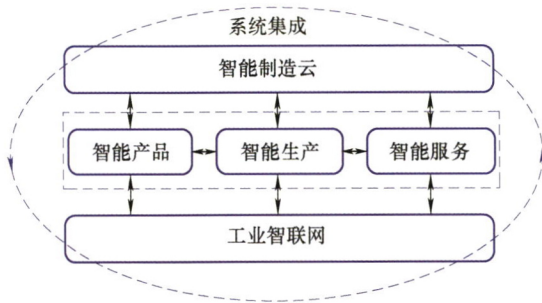 系统集成
智能制造云
智能产品
智能生产
智能服务
工业智联网